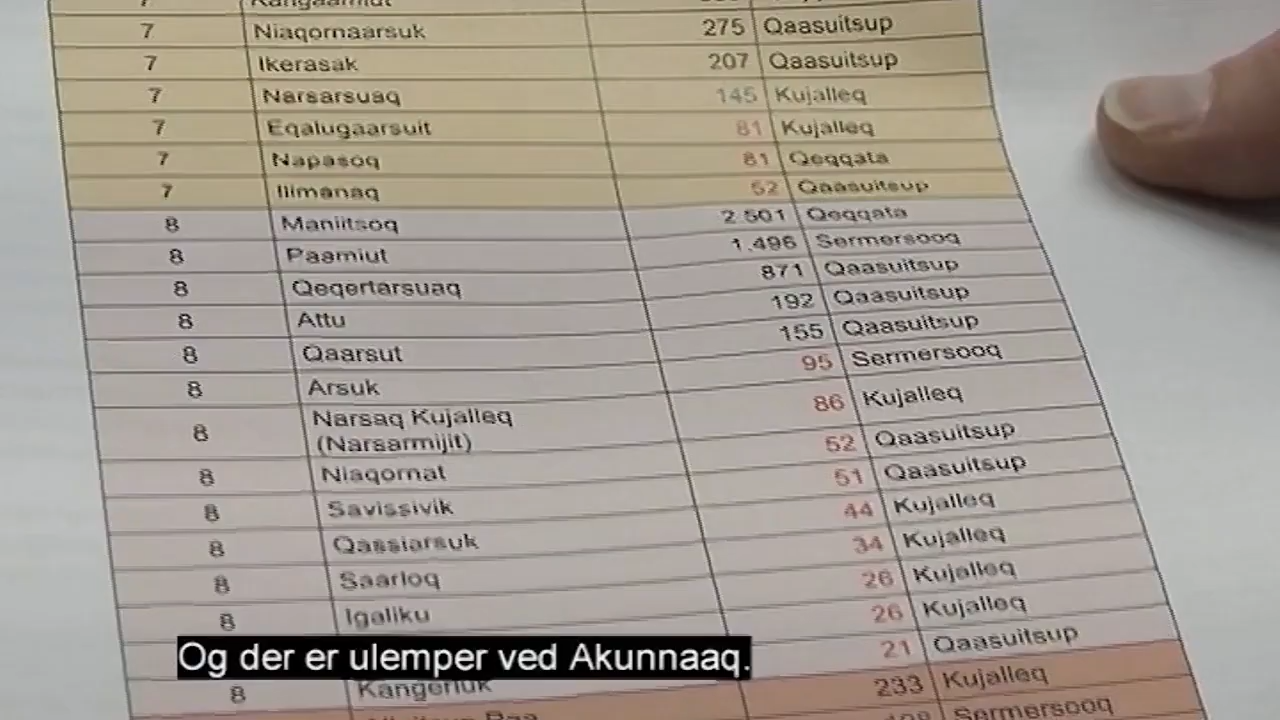 7 Kangaamiut
7 Niaqornaarsuk 275 Qaasuitsup
7 Ikerasak 207 Qaasuitsup
7 Narsarsuaq 145 Kujalleq
7 Eqalugaarsuit 81 Kujalleq
7 Napasoq 81 Qeqqata
7 Ilimanaq 52 Qaasuitsup
8 Maniitsoq 2.501 Qeqqata
8 Paamiut 1.496 Sermersooq
8 Qeqertarsuaq 871 Qaasuitsup
8 Attu 192 Qaasuitsup
8 Qaarsut 155 Qaasuitsup
8 Arsuk 95 Sermersooq
8 Narsaq Kujalleq 86 Kujalleq
(Narsarmijit)
8 Niaqornat 52 Qaasuitsup
8 Savissivik 51 Qaasuitsup
8 Qassiarsuk 44 Kujalleq
8 Saarloq 34 Kujalleq
8 Igaliku 26 Kujalleq
26 Kujalleq
8 Kangerluk 21 Qaasuitsup
233 Kujalleq
Sermersooq
Og der er ulemper ved Akunnaaq.